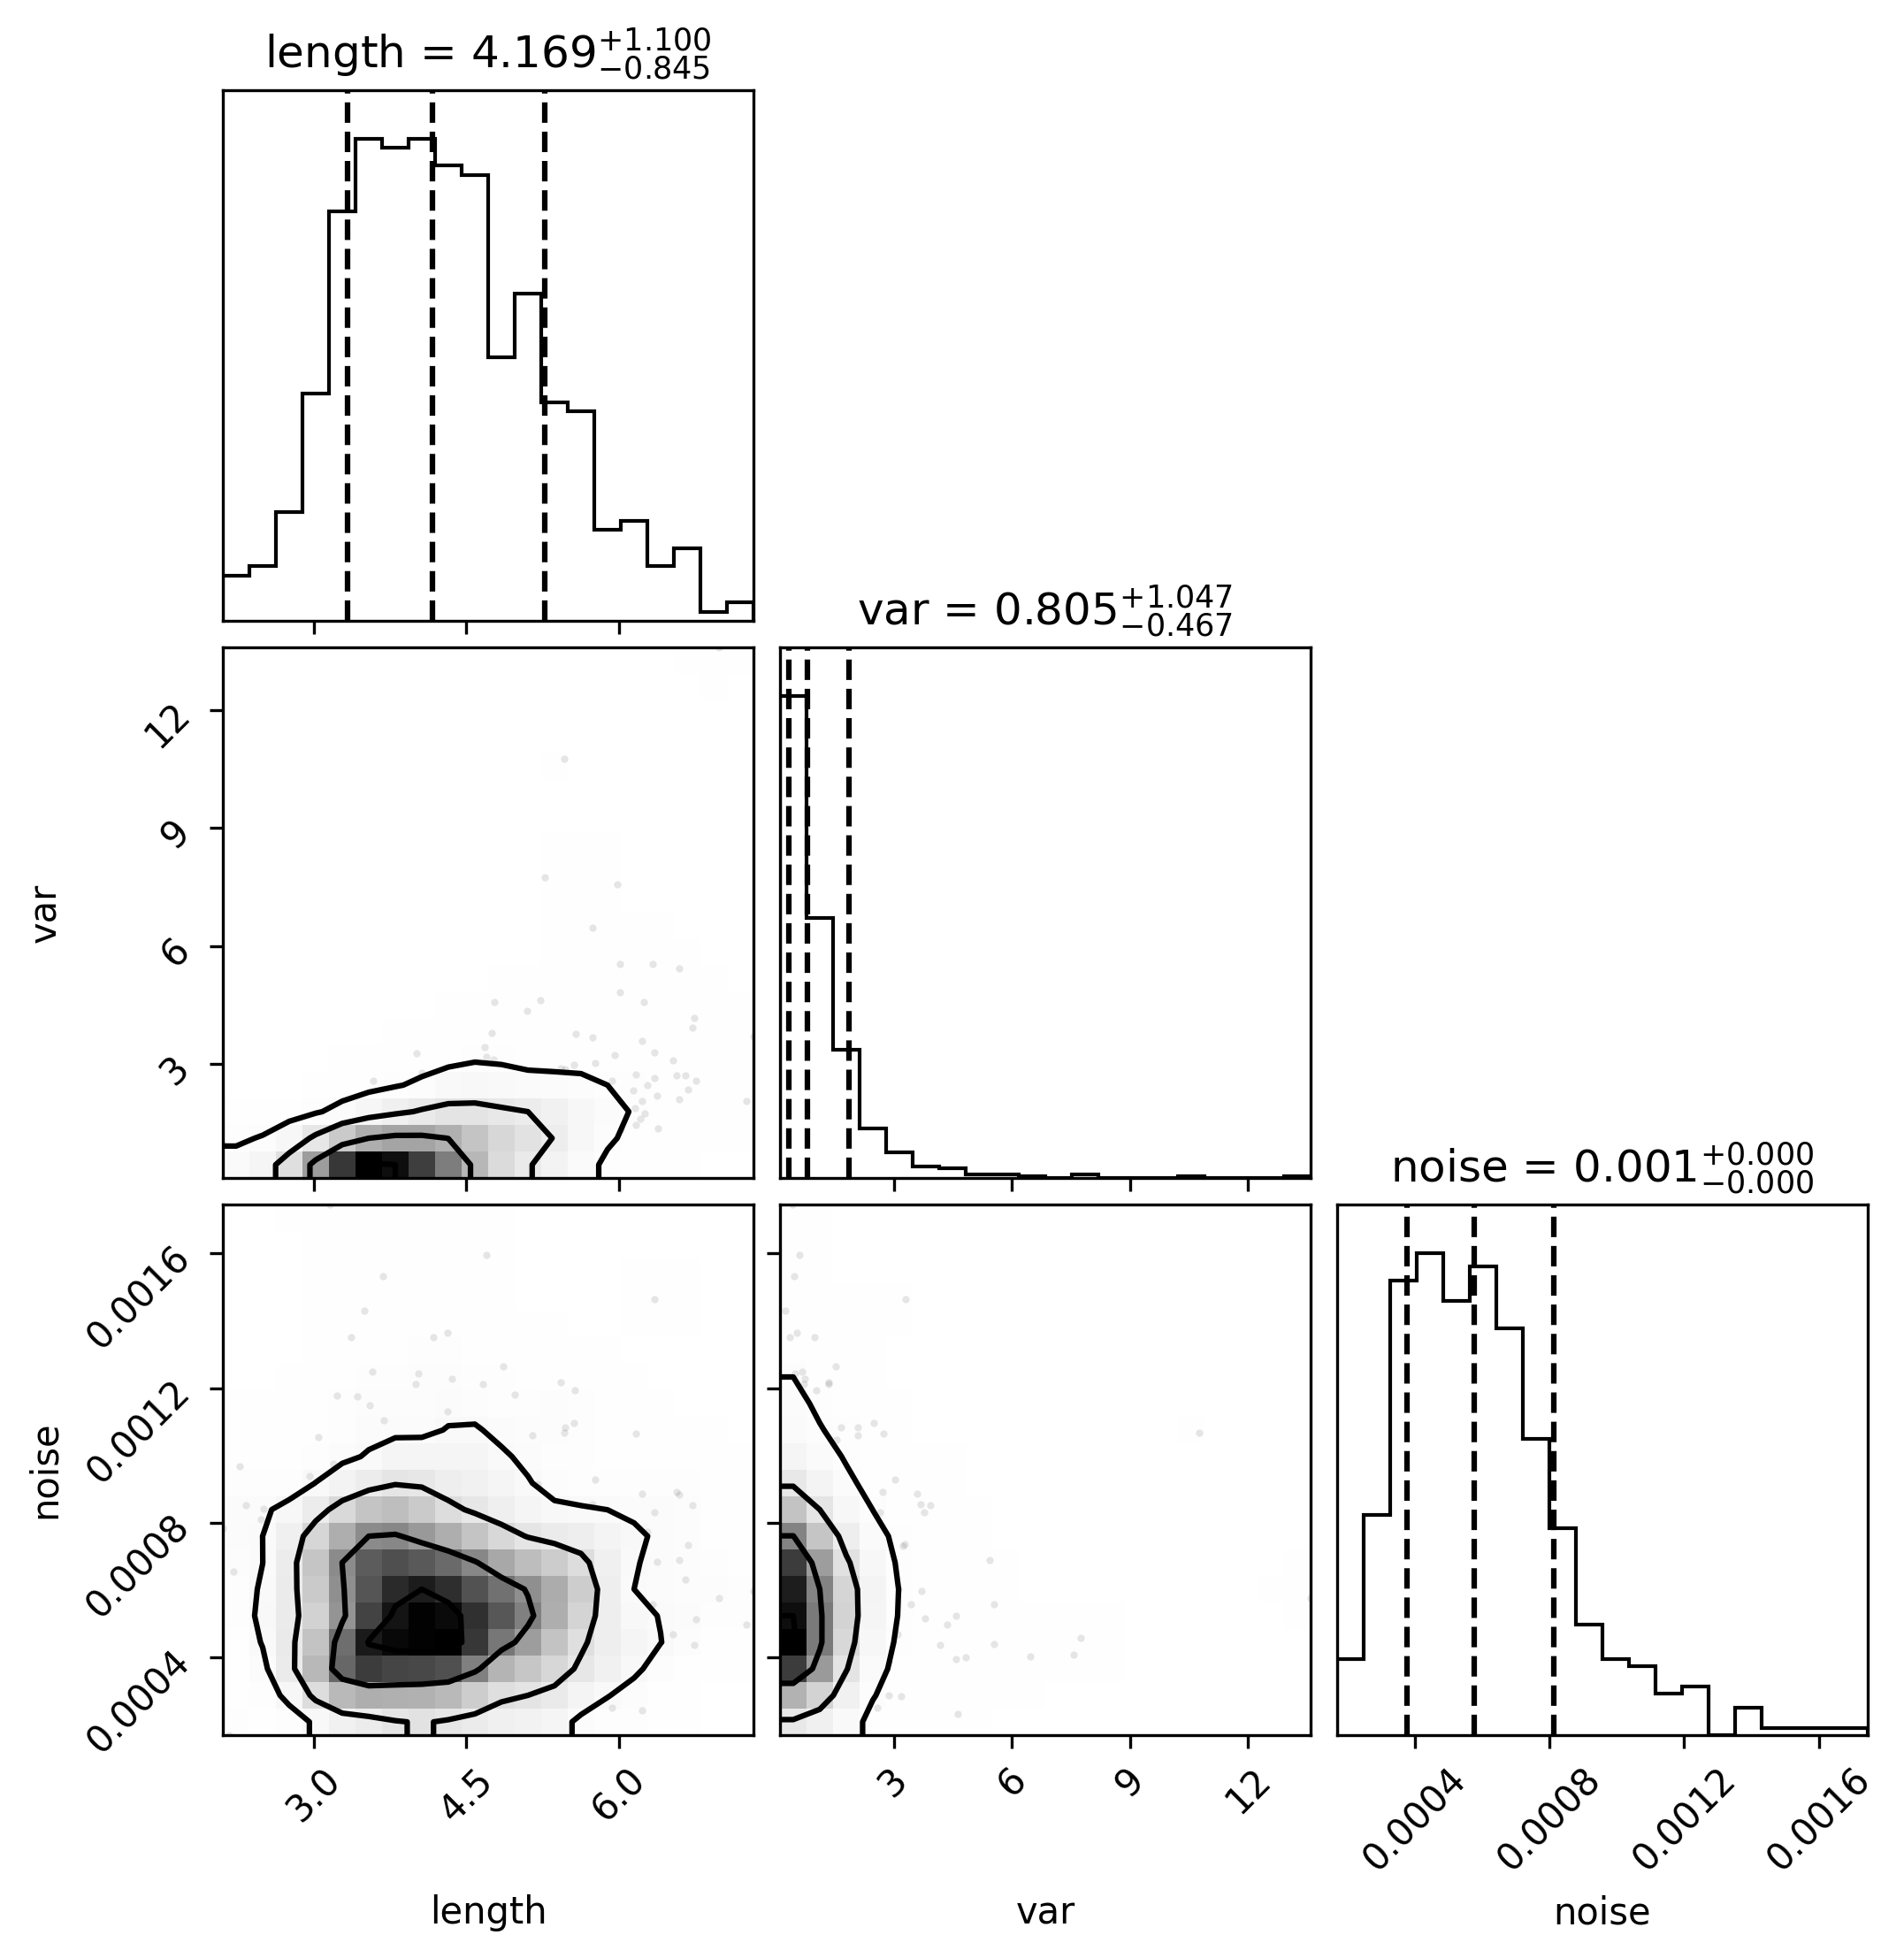 length = 4.169+1.100−0.845
var = 0.805+1.047−0.467
12
9
6
3
var
noise = 0.001+0.000−0.000
0.0016
0.0012
0.0008
0.0004
noise
3.0 4.5 6.0 3 6 9 12 0.0004 0.0008 0.0012 0.0016
length var noise